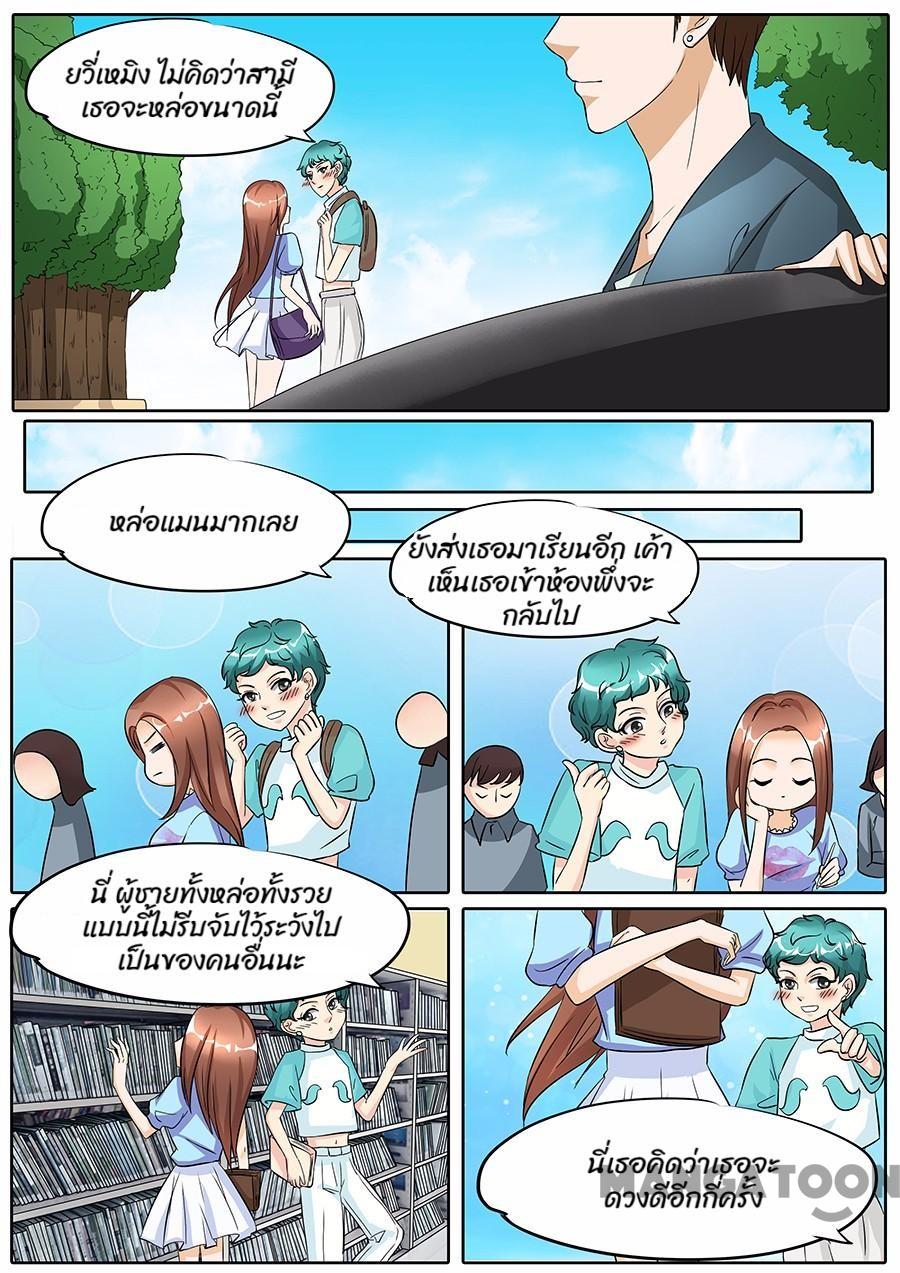 ยวี่เหมิง ไม่คิดว่าสามี
เธอจะหล่อขนาดนี้
หล่อแมนมากเลย
ยังส่งเธอมาเรียนอีก เค้า
เห็นเธอเข้าห้องพึ่งจะ
กลับไป
นี่ ผู้ชายทั้งหล่อทั้งรวย
แบบนี้ไม่รีบจับไว้ระวังไป
เป็นของคนอื่นนะ
นี่เธอคิดว่าเธอจะ
ดวงดีอีกกี่ครั้ง
MANGATOON